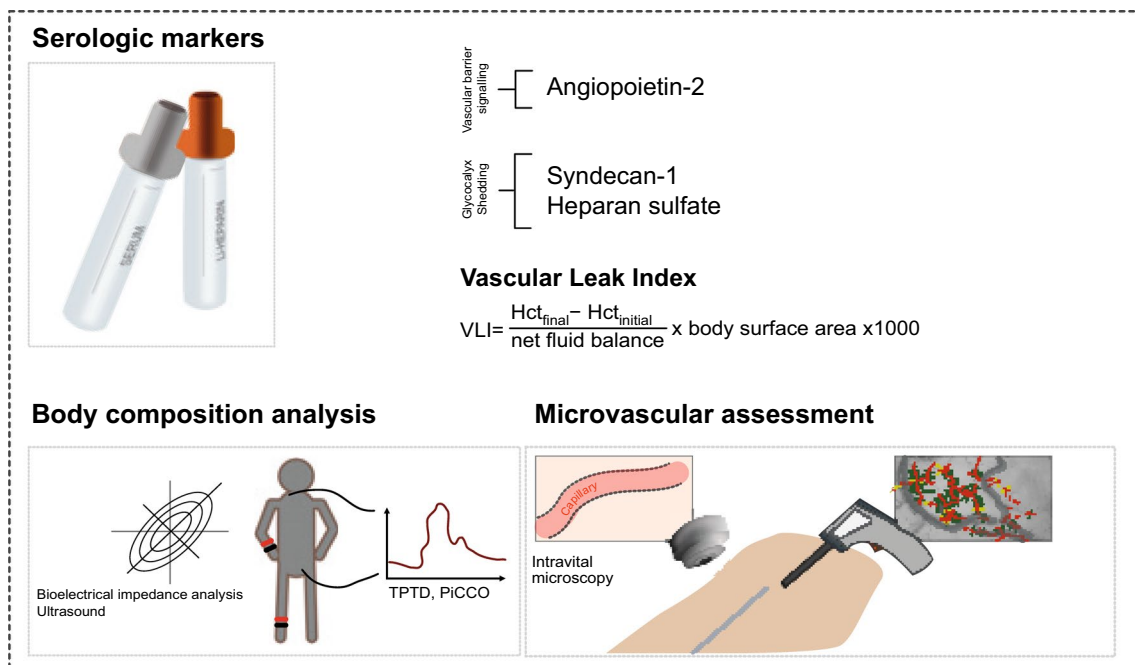 Serologic markers
SERUM
LI-HEPARIN
Vascular barrier
signalling
Angiopoietin-2
Glycocalyx
Shedding
Syndecan-1
Heparan sulfate
Vascular Leak Index
VLI= Hct_final − Hct_initial / net fluid balance x body surface area x1000
Body composition analysis
Bioelectrical impedance analysis
Ultrasound
TPTD, PiCCO
Microvascular assessment
Capillary
Intravital
microscopy